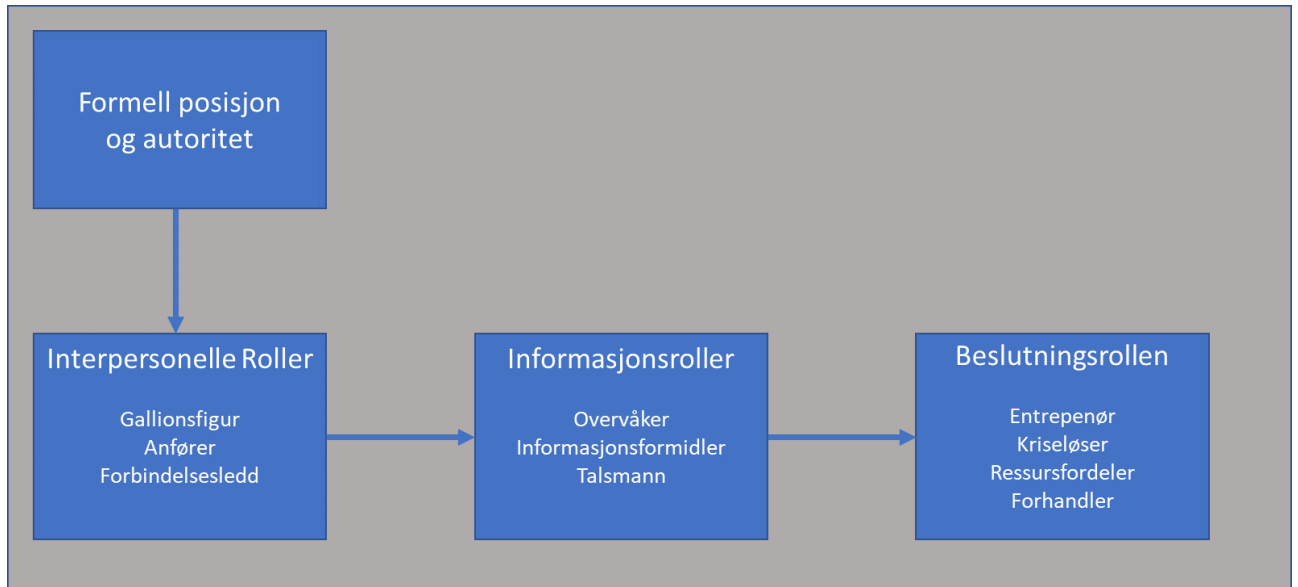 Formell posisjon
og autoritet
Interpersonelle Roller
Gallionsfigur
Anfører
Forbindelsesledd
Informasjonsroller
Overvåker
Informasjonsformidler
Talsmann
Beslutningsrollen
Entrepenør
Kriseløser
Ressursfordeler
Forhandler